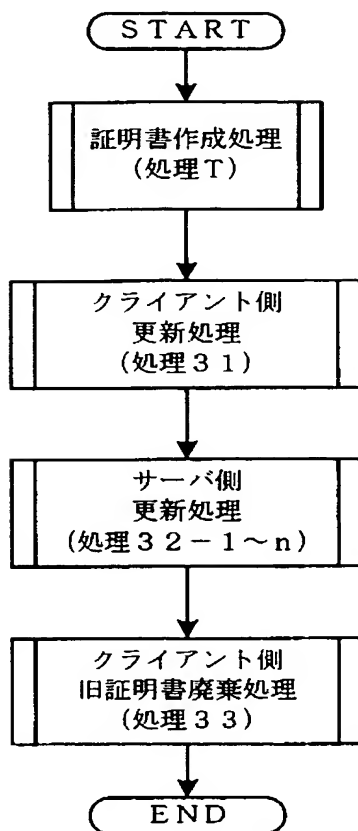 START
証明書作成処理
(処理T)
クライアント側
更新処理
(処理31)
サーバ側
更新処理
(処理32-1~n)
クライアント側
旧証明書廃棄処理
(処理33)
END